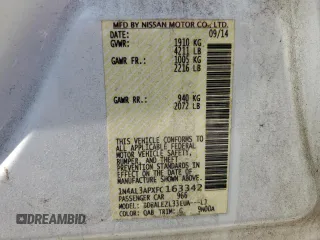 MFD BY NISSAN MOTOR CO., LTD.
DATE: 09/14
GVWR: 1910 KG
4211 LB
GAWR FR: 1005 KG
2216 LB
GAWR RR: 940 KG
2072 LB
THIS VEHICLE CONFORMS TO ALL APPLICABLE
FEDERAL MOTOR VEHICLE SAFETY, BUMPER,
AND THEFT PREVENTION STANDARDS IN
EFFECT ON THE DATE OF MANUFACTURE
SHOWN ABOVE.
1N4AL3APXFC163342
PASSENGER CAR 966
COLOR: QAB TRIM: